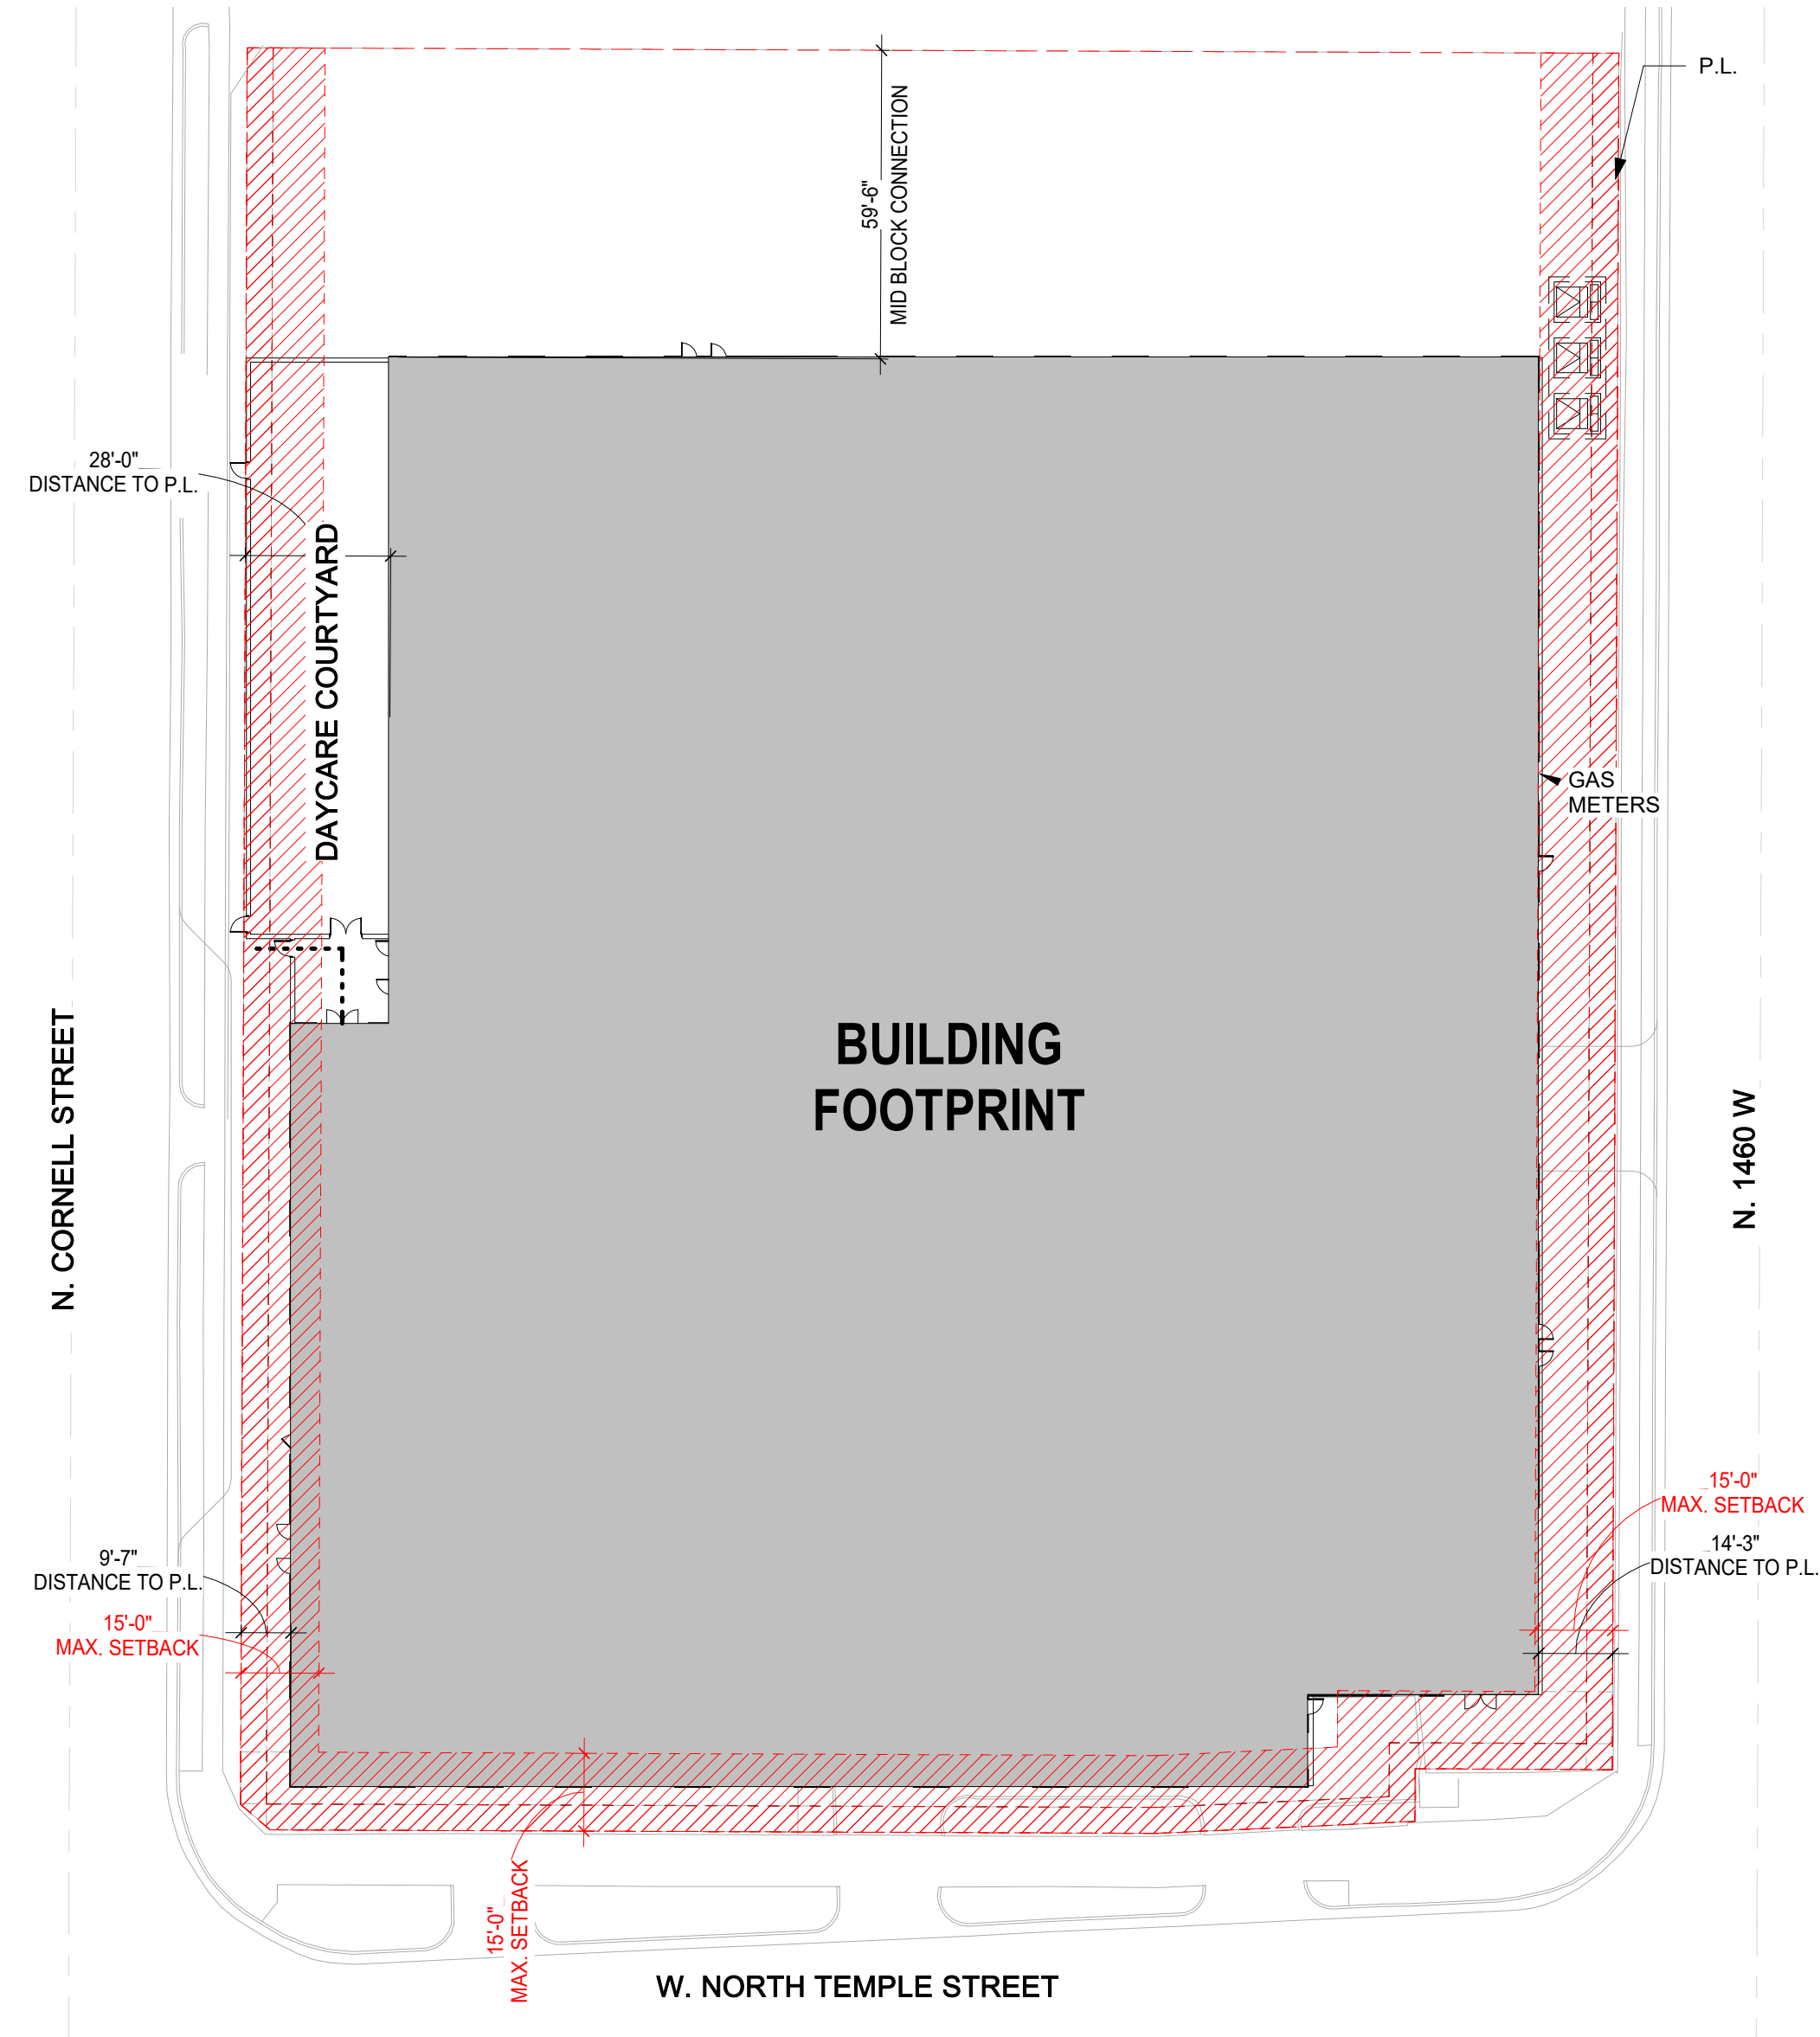 P.L.
59'-6"
MID BLOCK CONNECTION
28'-0"
DISTANCE TO P.L.
DAYCARE COURTYARD
GAS
METERS
BUILDING
FOOTPRINT
N. CORNELL STREET
N. 1460 W
15'-0"
MAX. SETBACK
14'-3"
DISTANCE TO P.L.
9'-7"
DISTANCE TO P.L.
15'-0"
MAX. SETBACK
15'-0"
MAX. SETBACK
W. NORTH TEMPLE STREET